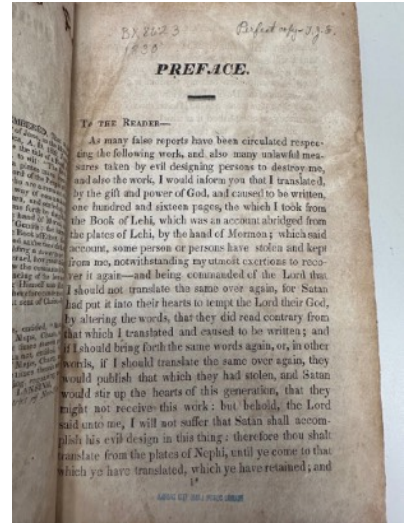 BX 8623
1830
Perfect copy - J.J.S.
PREFACE.
To the Reader—
As many false reports have been circulated respec-
ting the following work, and also many unlawful mea-
sures taken by evil designing persons to destroy me,
and also the work, I would inform you that I translated,
by the gift and power of God, and caused to be written,
one hundred and sixteen pages, the which I took from
the Book of Lehi, which was an account abridged from
the plates of Lehi, by the hand of Mormon; which said
account, some person or persons have stolen and kept
from me, notwithstanding my utmost exertions to reco-
ver it again—and being commanded of the Lord that
I should not translate the same over again, for Satan
had put it into their hearts to tempt the Lord their God,
by altering the words, that they did read contrary from
that which I translated and caused to be written; and
if I should bring forth the same words again, or, in other
words, if I should translate the same over again, they
would publish that which they had stolen, and Satan
would stir up the hearts of this generation, that they
might not receive this work: but behold, the Lord
said unto me, I will not suffer that Satan shall accom-
plish his evil design in this thing: therefore thou shalt
translate from the plates of Nephi, until ye come to that
which ye have translated, which ye have retained; and
1*